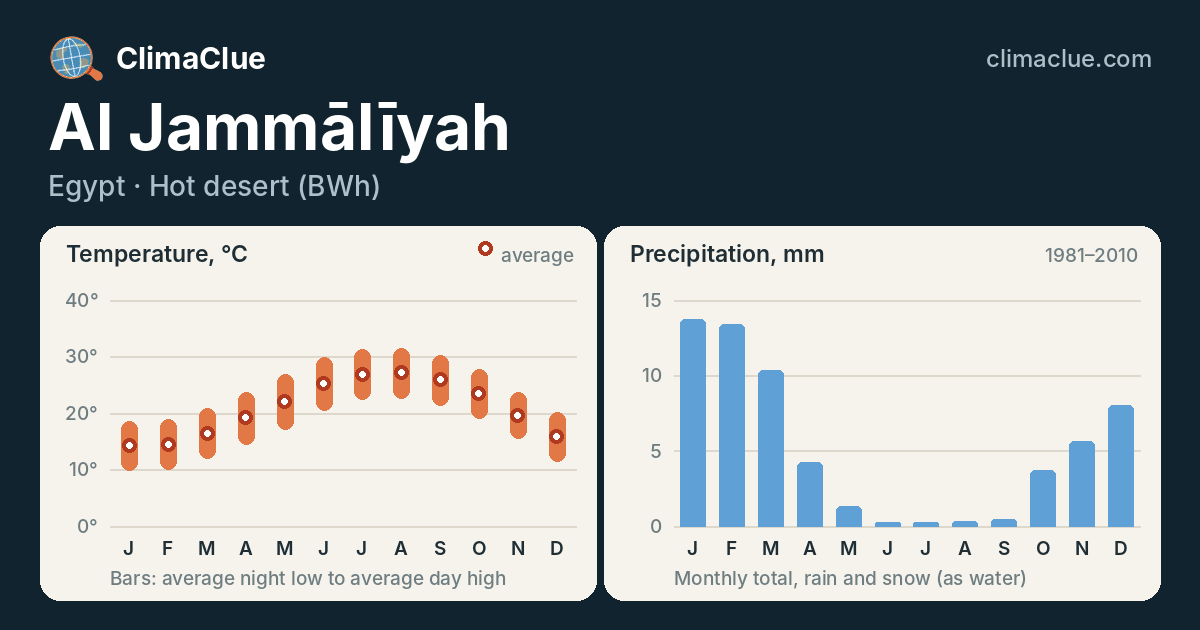 ClimaClue
climaclue.com
Al Jammālīyah
Egypt · Hot desert (BWh)
Temperature, °C
average
40°
30°
20°
10°
0°
J F M A M J J A S O N D
Bars: average night low to average day high
Precipitation, mm
1981–2010
15
10
5
0
J F M A M J J A S O N D
Monthly total, rain and snow (as water)